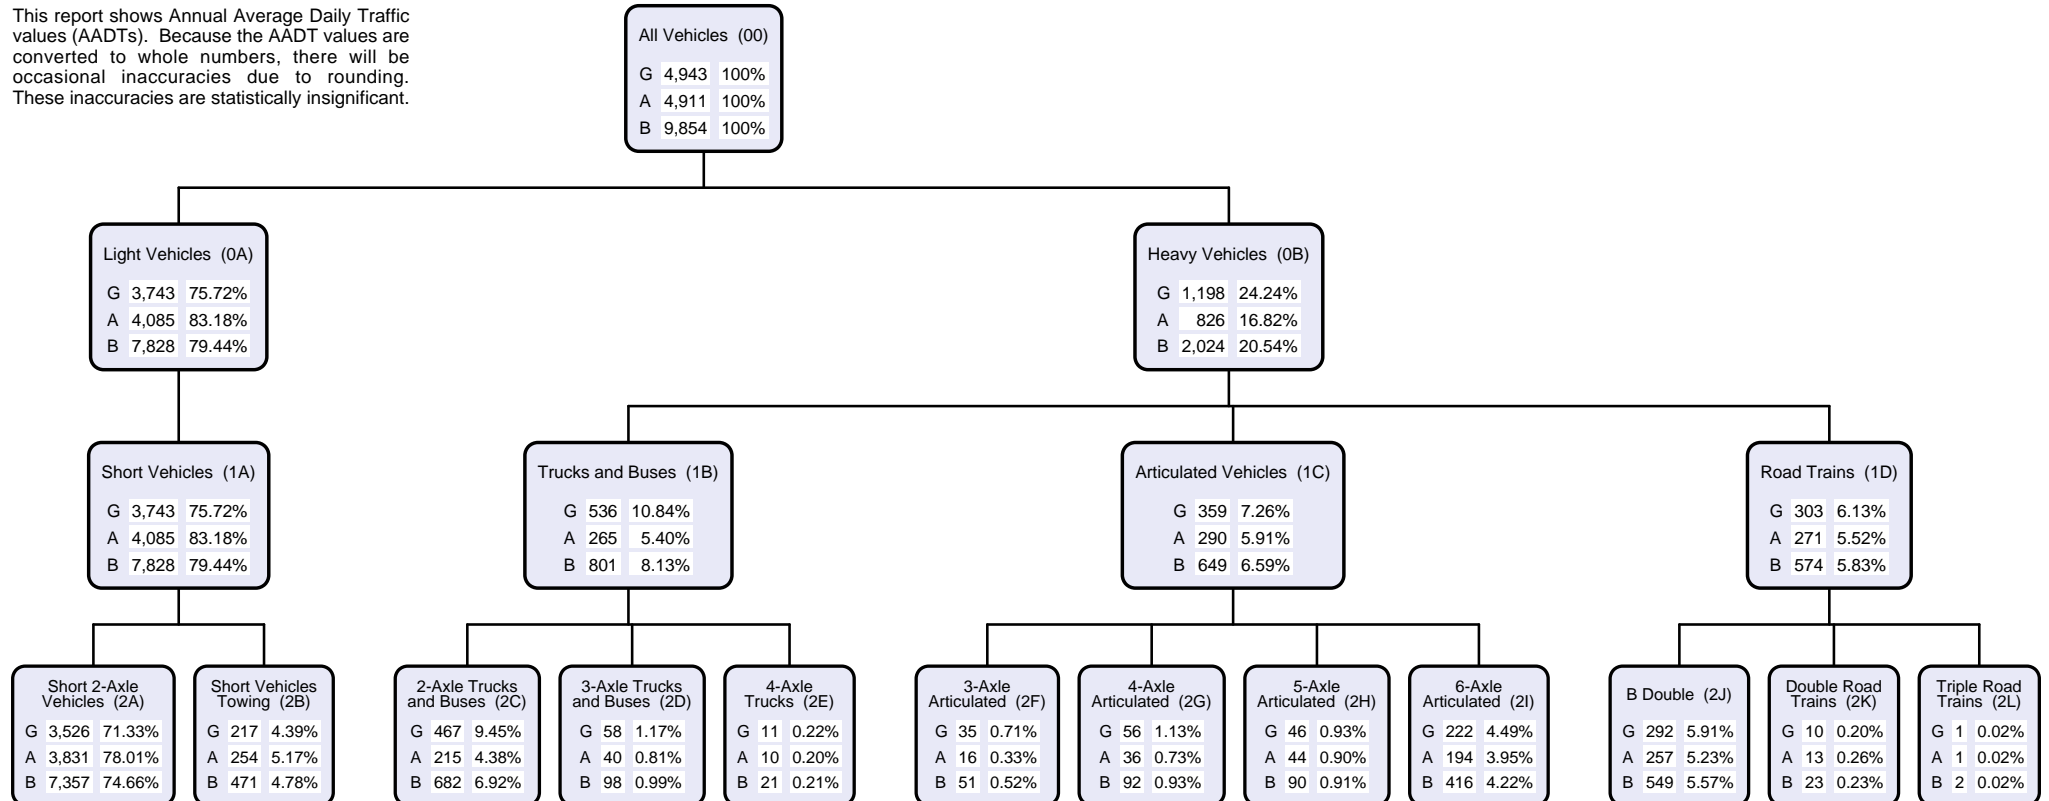 This report shows Annual Average Daily Traffic
values (AADTs). Because the AADT values are
converted to whole numbers, there will be
occasional inaccuracies due to rounding.
These inaccuracies are statistically insignificant.
All Vehicles (00)
G 4,943 100%
A 4,911 100%
B 9,854 100%
Light Vehicles (0A)
G 3,743 75.72%
A 4,085 83.18%
B 7,828 79.44%
Heavy Vehicles (0B)
G 1,198 24.24%
A 826 16.82%
B 2,024 20.54%
Short Vehicles (1A)
G 3,743 75.72%
A 4,085 83.18%
B 7,828 79.44%
Trucks and Buses (1B)
G 536 10.84%
A 265 5.40%
B 801 8.13%
Articulated Vehicles (1C)
G 359 7.26%
A 290 5.91%
B 649 6.59%
Road Trains (1D)
G 303 6.13%
A 271 5.52%
B 574 5.83%
Short 2-Axle
Vehicles (2A)
G 3,526 71.33%
A 3,831 78.01%
B 7,357 74.66%
Short Vehicles
Towing (2B)
G 217 4.39%
A 254 5.17%
B 471 4.78%
2-Axle Trucks
and Buses (2C)
G 467 9.45%
A 215 4.38%
B 682 6.92%
3-Axle Trucks
and Buses (2D)
G 58 1.17%
A 40 0.81%
B 98 0.99%
4-Axle
Trucks (2E)
G 11 0.22%
A 10 0.20%
B 21 0.21%
3-Axle
Articulated (2F)
G 35 0.71%
A 16 0.33%
B 51 0.52%
4-Axle
Articulated (2G)
G 56 1.13%
A 36 0.73%
B 92 0.93%
5-Axle
Articulated (2H)
G 46 0.93%
A 44 0.90%
B 90 0.91%
6-Axle
Articulated (2I)
G 222 4.49%
A 194 3.95%
B 416 4.22%
B Double (2J)
G 292 5.91%
A 257 5.23%
B 549 5.57%
Double Road
Trains (2K)
G 10 0.20%
A 13 0.26%
B 23 0.23%
Triple Road
Trains (2L)
G 1 0.02%
A 1 0.02%
B 2 0.02%